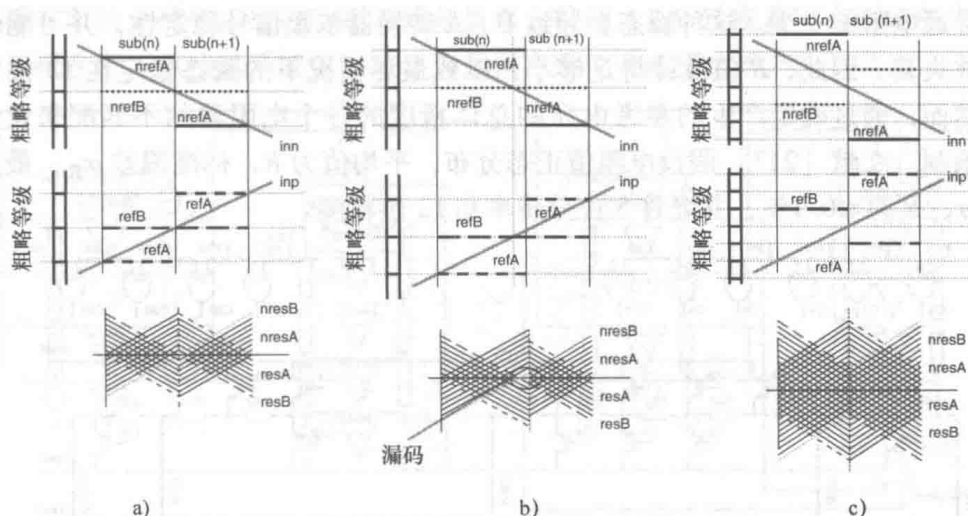 sub(n)
sub(n+1)
nrefA
nrefB
nrefA
inn
粗略等级
inp
refA
refB
refA
粗略等级
nresB
nresA
resA
resB
a)
sub(n)
sub(n+1)
nrefA
nrefB
nrefA
inn
粗略等级
inp
refA
refB
refA
粗略等级
nresB
nresA
resA
resB
漏码
b)
sub(n)
sub(n+1)
nrefA
nrefB
nrefA
inn
粗略等级
inp
refA
refB
refA
粗略等级
nresB
nresA
resA
resB
c)